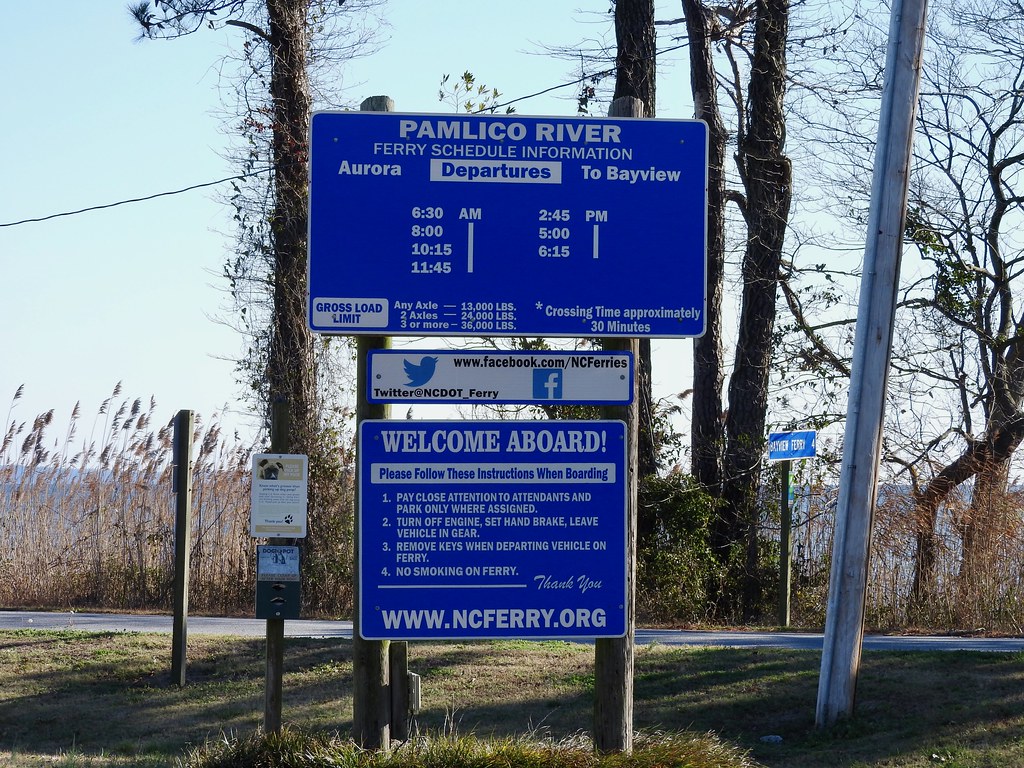 PAMLICO RIVER
FERRY SCHEDULE INFORMATION
Aurora Departures To Bayview
6:30 AM 2:45 PM
8:00 5:00
10:15 6:15
11:45
GROSS LOAD
LIMIT
Any Axle — 13,000 LBS.
2 Axles — 24,000 LBS.
3 or more – 36,000 LBS.
* Crossing Time approximately
30 Minutes
www.facebook.com/NCFerries
Twitter@NCDOT_Ferry
WELCOME ABOARD!
Please Follow These Instructions When Boarding
1. PAY CLOSE ATTENTION TO ATTENDANTS AND
PARK ONLY WHERE ASSIGNED.
2. TURN OFF ENGINE, SET HAND BRAKE, LEAVE
VEHICLE IN GEAR.
3. REMOVE KEYS WHEN DEPARTING VEHICLE ON
FERRY.
4. NO SMOKING ON FERRY.
Thank You
WWW.NCFERRY.ORG
BAYVIEW FERRY 4
DOGIPOT